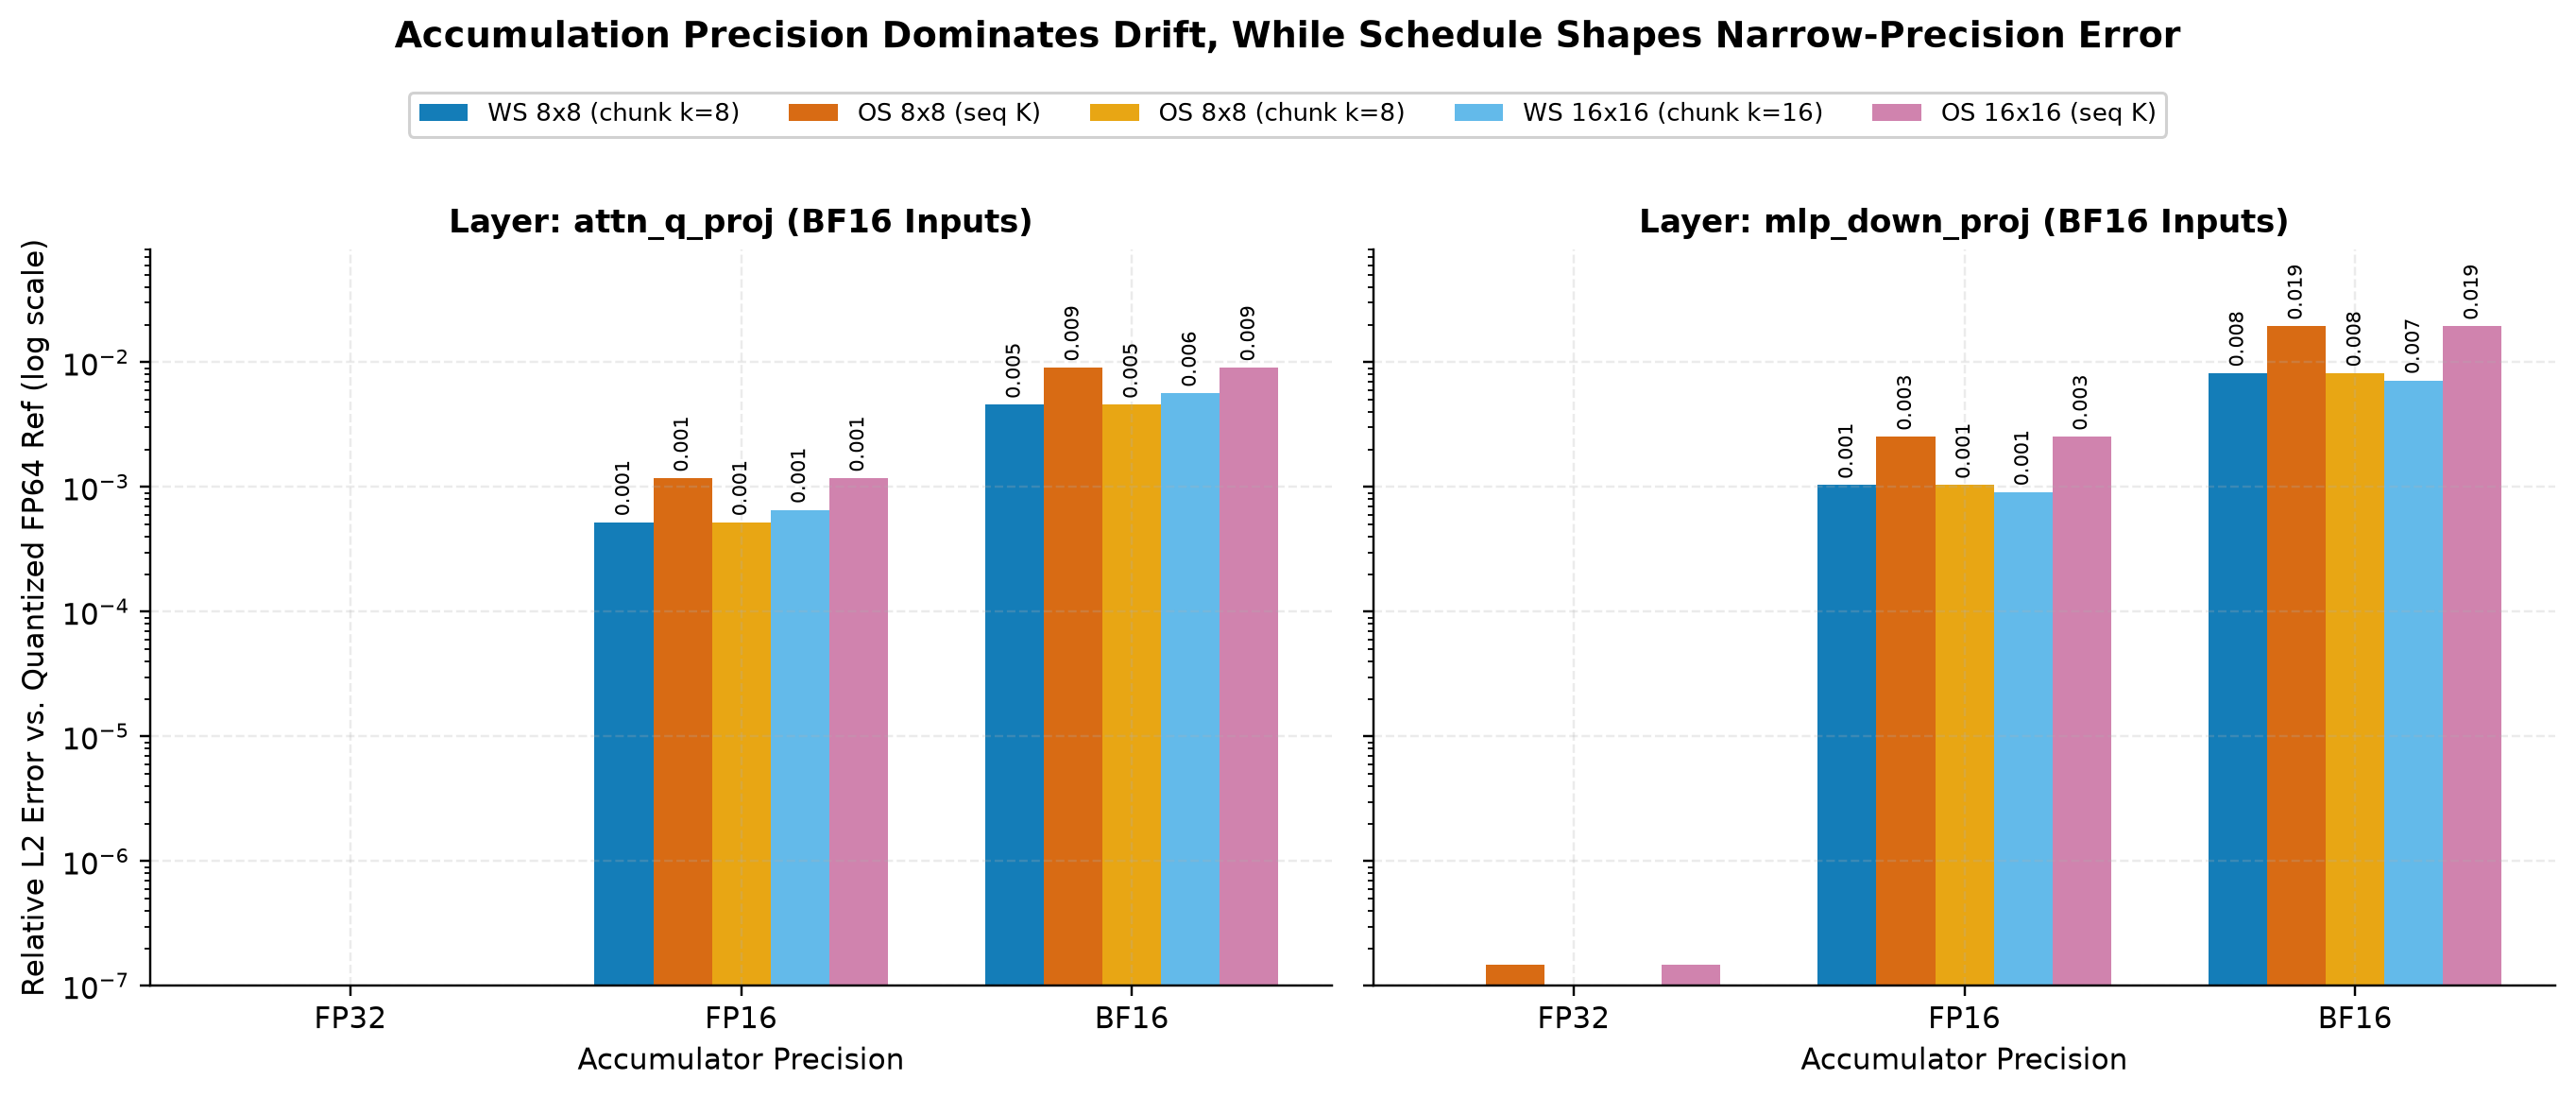 Accumulation Precision Dominates Drift, While Schedule Shapes Narrow-Precision Error
WS 8x8 (chunk k=8)
OS 8x8 (seq K)
OS 8x8 (chunk k=8)
WS 16x16 (chunk k=16)
OS 16x16 (seq K)
Layer: attn_q_proj (BF16 Inputs)
Relative L2 Error vs. Quantized FP64 Ref (log scale)
10⁻²
10⁻³
10⁻⁴
10⁻⁵
10⁻⁶
10⁻⁷
0.001
0.001
0.001
0.001
0.001
0.005
0.009
0.005
0.006
0.009
FP32
FP16
BF16
Accumulator Precision
Layer: mlp_down_proj (BF16 Inputs)
0.001
0.003
0.001
0.001
0.003
0.008
0.019
0.008
0.007
0.019
FP32
FP16
BF16
Accumulator Precision